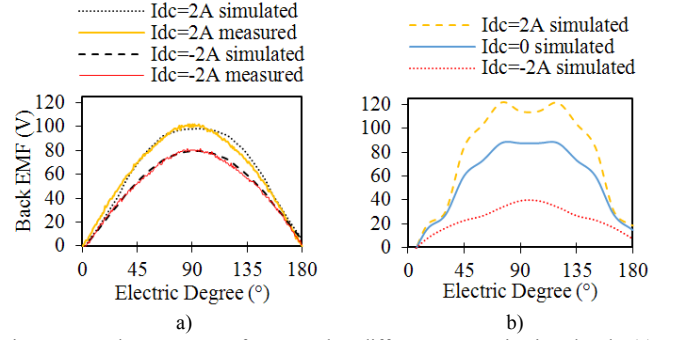 Idc=2A simulated
Idc=2A measured
Idc=-2A simulated
Idc=-2A measured
Back EMF (V)
120
100
80
60
40
20
0
0 45 90 135 180
Electric Degree (°)
a)
Idc=2A simulated
Idc=0 simulated
Idc=-2A simulated
120
100
80
60
40
20
0
0 45 90 135 180
Electric Degree (°)
b)